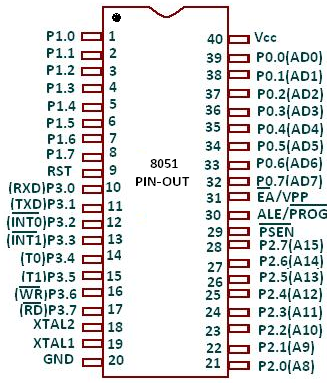 P1.0 1 40 Vcc
P1.1 2 39 P0.0(AD0)
P1.2 3 38 P0.1(AD1)
P1.3 4 37 P0.2(AD2)
P1.4 5 36 P0.3(AD3)
P1.5 6 35 P0.4(AD4)
P1.6 7 34 P0.5(AD5)
P1.7 8 33 P0.6(AD6)
RST 9 32 P0.7(AD7)
(RXD)P3.0 10 31 E̅A̅/VPP
(TXD)P3.1 11 30 ALE/P̅R̅O̅G̅
(I̅N̅T̅0̅)P3.2 12 29 P̅S̅E̅N̅
(I̅N̅T̅1̅)P3.3 13 28 P2.7(A15)
(T0)P3.4 14 27 P2.6(A14)
(T1)P3.5 15 26 P2.5(A13)
(W̅R̅)P3.6 16 25 P2.4(A12)
(R̅D̅)P3.7 17 24 P2.3(A11)
XTAL2 18 23 P2.2(A10)
XTAL1 19 22 P2.1(A9)
GND 20 21 P2.0(A8)
8051
PIN-OUT